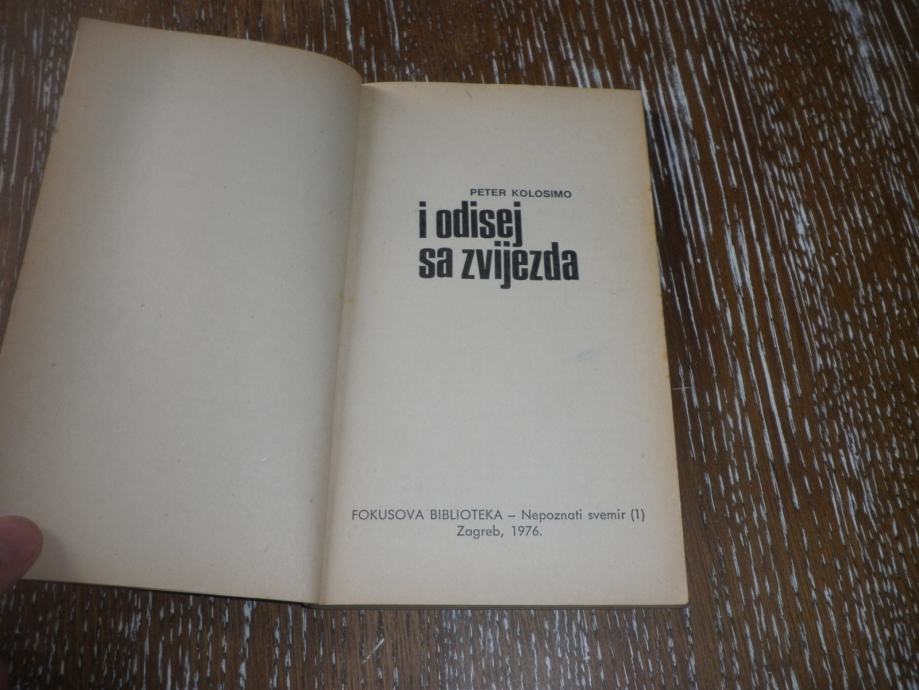 PETER KOLOSIMO
i odisej
sa zvijezda
FOKUSOVA BIBLIOTEKA – Nepoznati svemir (1)
Zagreb, 1976.